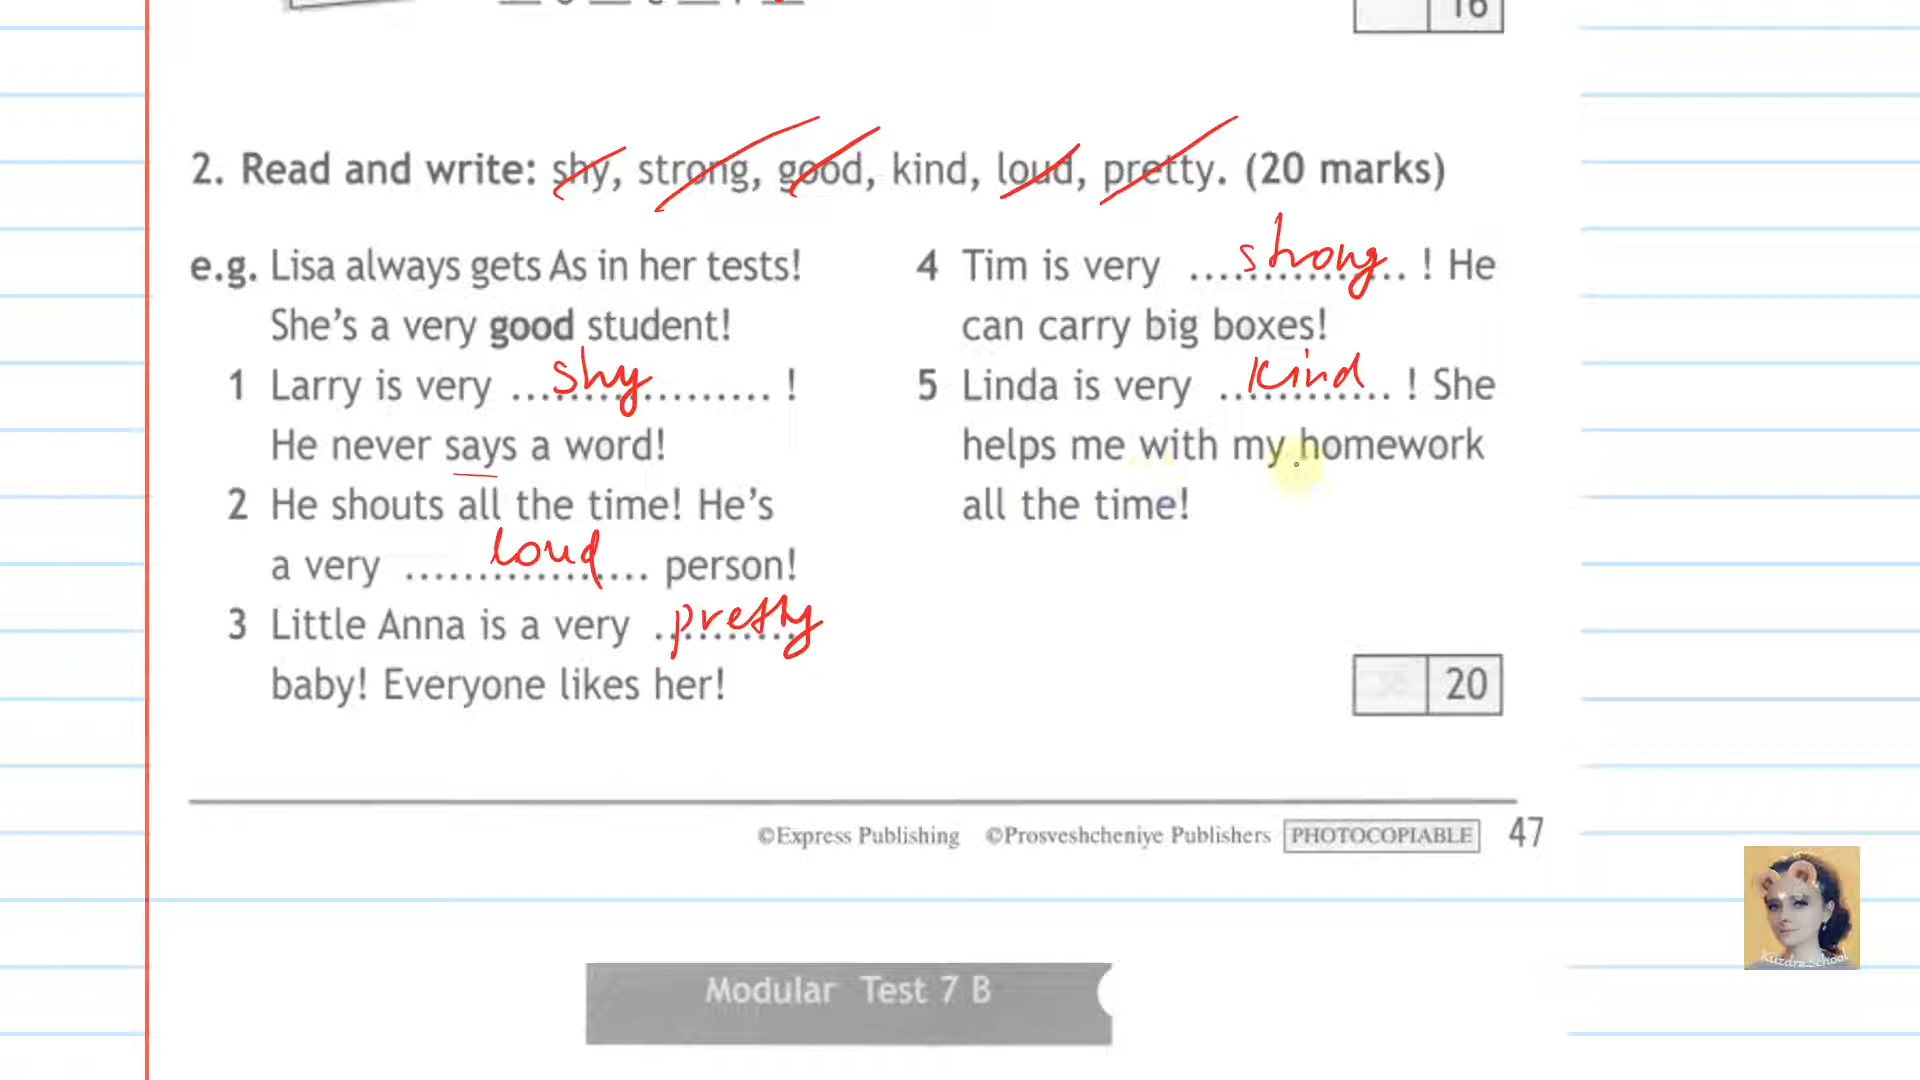 16
2. Read and write: shy, strong, good, kind, loud, pretty. (20 marks)
e.g. Lisa always gets As in her tests!
She's a very good student!
1 Larry is very ......shy......... !
He never says a word!
2 He shouts all the time! He's
a very ......loud...... person!
3 Little Anna is a very pretty
baby! Everyone likes her!
4 Tim is very ...strong... ! He
can carry big boxes!
5 Linda is very ...kind... ! She
helps me with my homework
all the time!
20
©Express Publishing ©Prosveshcheniye Publishers PHOTOCOPIABLE 47
Kuzdra School
Modular Test 7 B